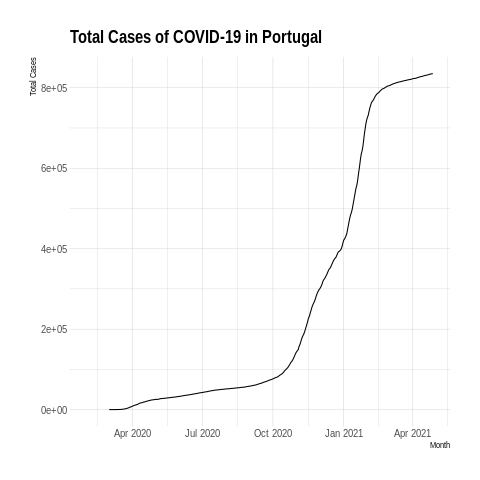 Total Cases of COVID-19 in Portugal
Total Cases
8e+05
6e+05
4e+05
2e+05
0e+00
Apr 2020 Jul 2020 Oct 2020 Jan 2021 Apr 2021
Month